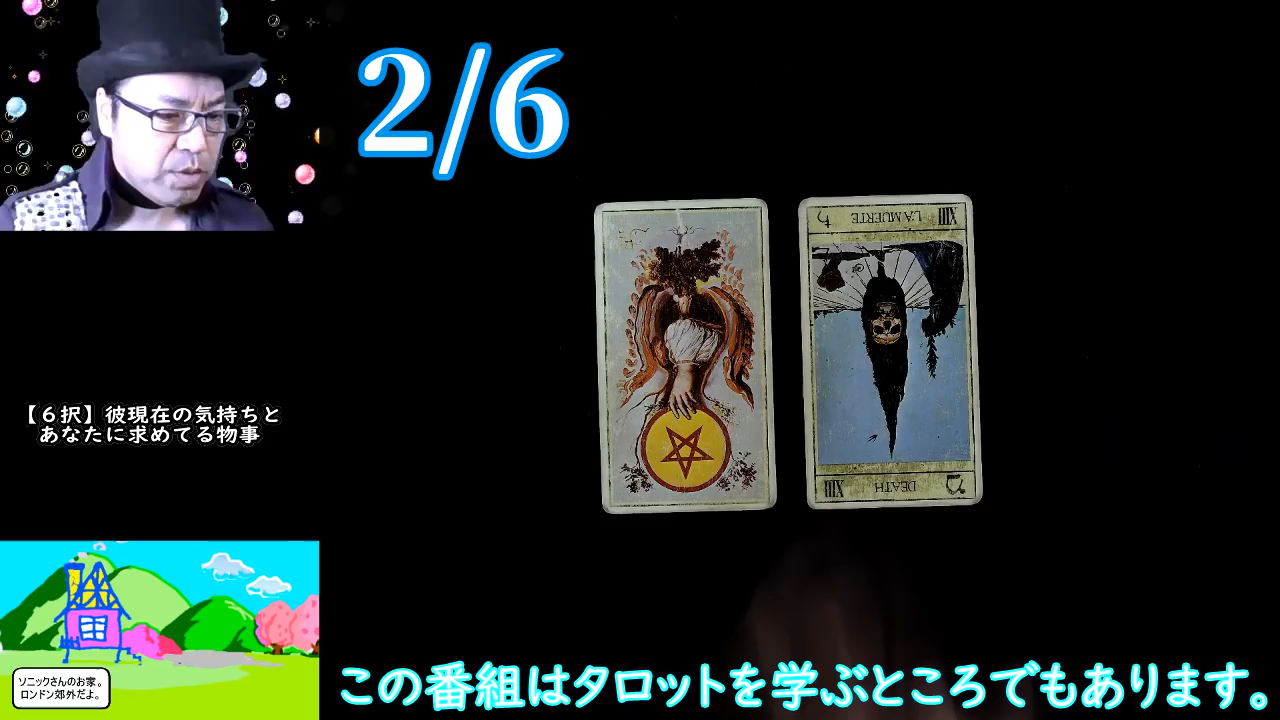 2/6
XIII
LA MUERTE
【６択】彼現在の気持ちと
あなたに求めてる物事
DEATH
XIII
ソニックさんのお家。
ロンドン郊外だよ。
この番組はタロットを学ぶところでもあります。